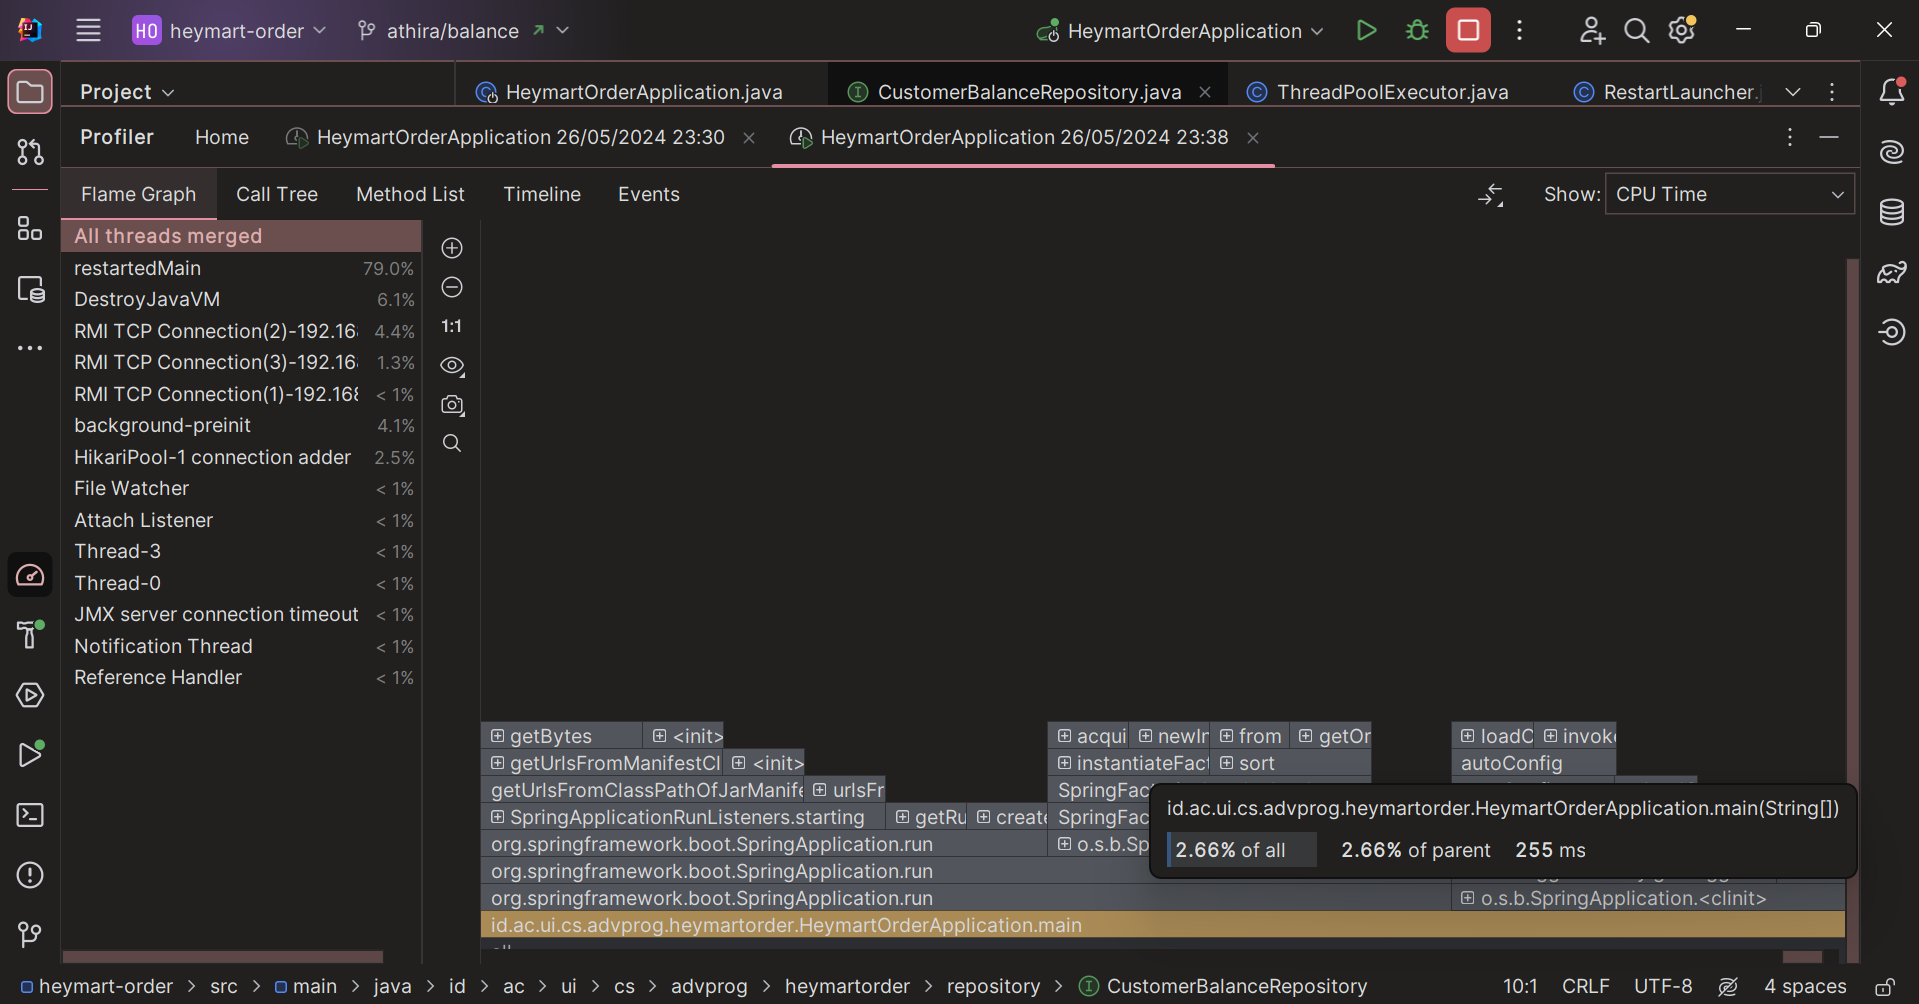 HO heymart-order athira/balance HeymartOrderApplication
Project HeymartOrderApplication.java CustomerBalanceRepository.java ThreadPoolExecutor.java RestartLauncher.
Profiler Home HeymartOrderApplication 26/05/2024 23:30 HeymartOrderApplication 26/05/2024 23:38
Flame Graph Call Tree Method List Timeline Events Show: CPU Time
All threads merged
restartedMain 79.0%
DestroyJavaVM 6.1%
RMI TCP Connection(2)-192.16 4.4%
RMI TCP Connection(3)-192.16 1.3%
RMI TCP Connection(1)-192.168 < 1%
background-preinit 4.1%
HikariPool-1 connection adder 2.5%
File Watcher < 1%
Attach Listener < 1%
Thread-3 < 1%
Thread-0 < 1%
JMX server connection timeout < 1%
Notification Thread < 1%
Reference Handler < 1%
1:1
getBytes <init> acqui newIn from getOr loadC invoke
getUrlsFromManifestCl <init> instantiateFact sort autoConfig
getUrlsFromClassPathOfJarManife urlsFr SpringFac
SpringApplicationRunListeners.starting getRu create SpringFac
org.springframework.boot.SpringApplication.run o.s.b.Sp
org.springframework.boot.SpringApplication.run
org.springframework.boot.SpringApplication.run o.s.b.SpringApplication.<clinit>
id.ac.ui.cs.advprog.heymartorder.HeymartOrderApplication.main
id.ac.ui.cs.advprog.heymartorder.HeymartOrderApplication.main(String[])
2.66% of all 2.66% of parent 255 ms
heymart-order > src > main > java > id > ac > ui > cs > advprog > heymartorder > repository > CustomerBalanceRepository 10:1 CRLF UTF-8 4 spaces